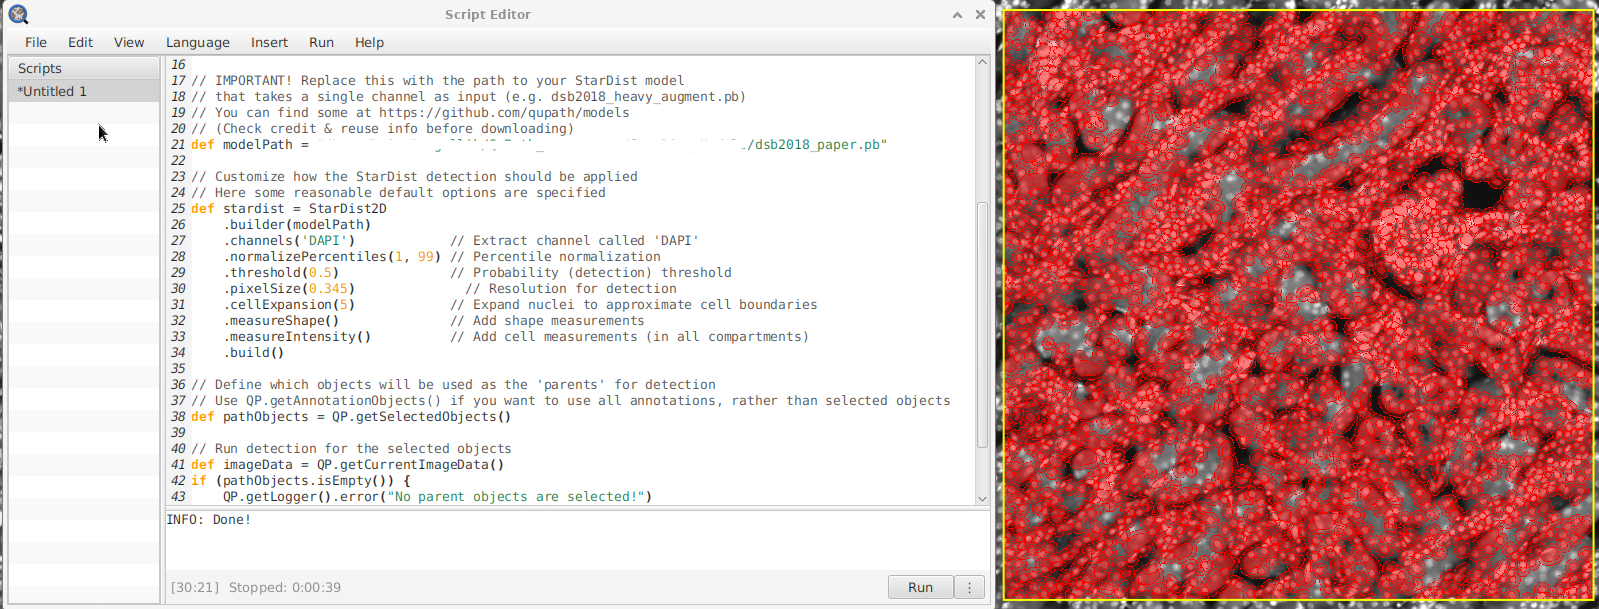 Script Editor
File Edit View Language Insert Run Help
Scripts
*Untitled 1
16
17 // IMPORTANT! Replace this with the path to your StarDist model
18 // that takes a single channel as input (e.g. dsb2018_heavy_augment.pb)
19 // You can find some at https://github.com/qupath/models
20 // (Check credit & reuse info before downloading)
21 def modelPath = /dsb2018_paper.pb"
22
23 // Customize how the StarDist detection should be applied
24 // Here some reasonable default options are specified
25 def stardist = StarDist2D
26 .builder(modelPath)
27 .channels('DAPI') // Extract channel called 'DAPI'
28 .normalizePercentiles(1, 99) // Percentile normalization
29 .threshold(0.5) // Probability (detection) threshold
30 .pixelSize(0.345) // Resolution for detection
31 .cellExpansion(5) // Expand nuclei to approximate cell boundaries
32 .measureShape() // Add shape measurements
33 .measureIntensity() // Add cell measurements (in all compartments)
34 .build()
35
36 // Define which objects will be used as the 'parents' for detection
37 // Use QP.getAnnotationObjects() if you want to use all annotations, rather than selected objects
38 def pathObjects = QP.getSelectedObjects()
39
40 // Run detection for the selected objects
41 def imageData = QP.getCurrentImageData()
42 if (pathObjects.isEmpty()) {
43 QP.getLogger().error("No parent objects are selected!")
INFO: Done!
[30:21] Stopped: 0:00:39
Run